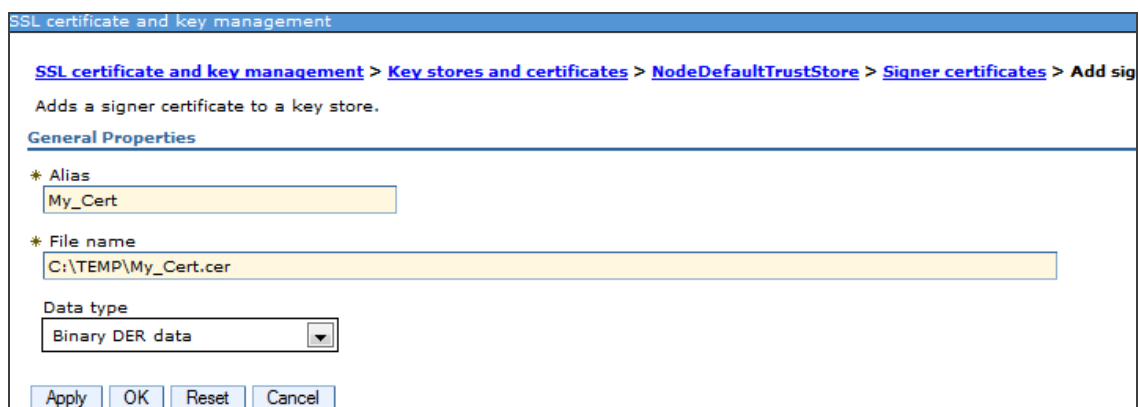 SSL certificate and key management
SSL certificate and key management > Key stores and certificates > NodeDefaultTrustStore > Signer certificates > Add sig
Adds a signer certificate to a key store.
General Properties
* Alias
My_Cert
* File name
C:\TEMP\My_Cert.cer
Data type
Binary DER data
Apply OK Reset Cancel